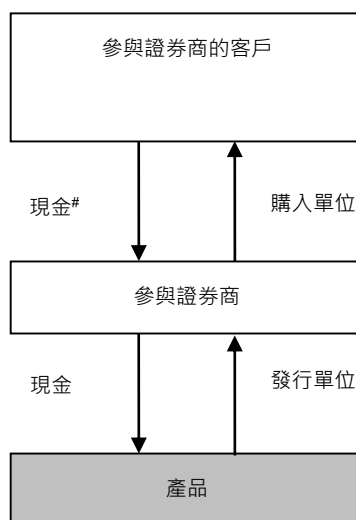 參與證券商的客戶
現金#
購入單位
參與證券商
現金
發行單位
產品